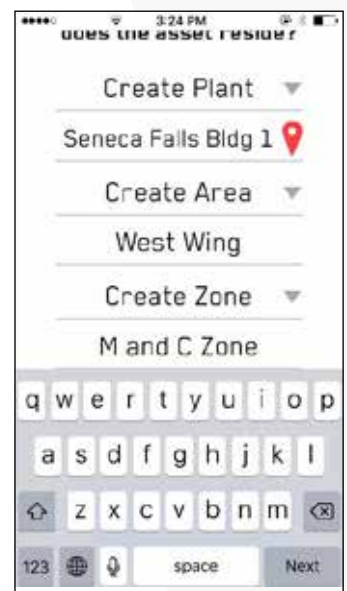 3:24 PM
does the asset reside?
Create Plant
Seneca Falls Bldg 1
Create Area
West Wing
Create Zone
M and C Zone
q w e r t y u i o p
a s d f g h j k l
z x c v b n m
123 space Next